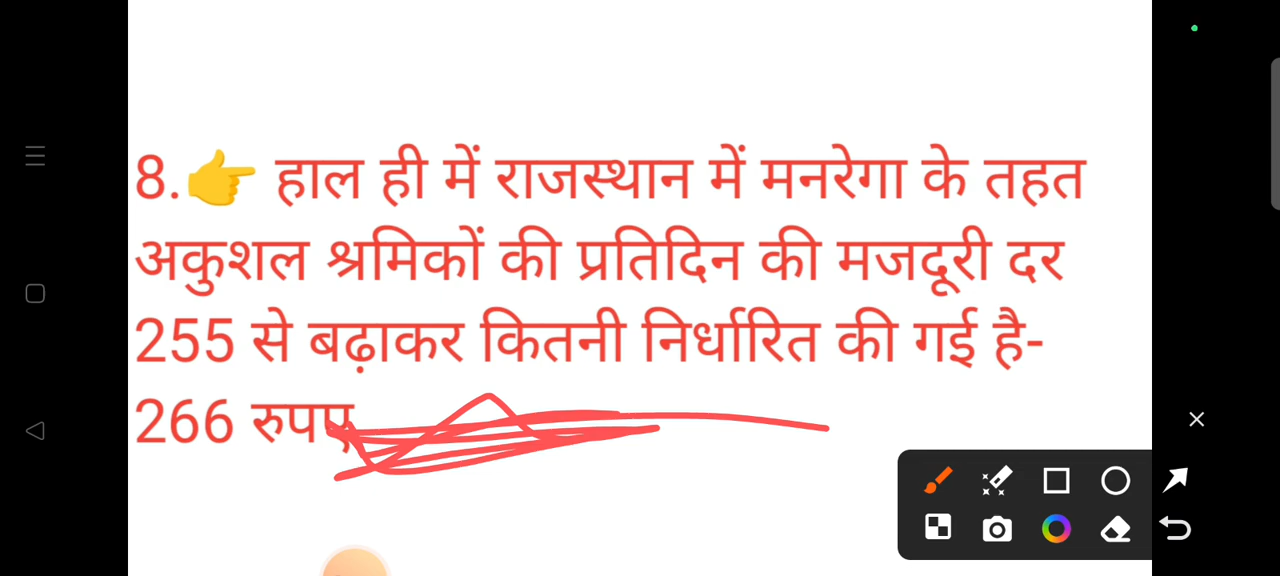 8.👉 हाल ही में राजस्थान में मनरेगा के तहत
अकुशल श्रमिकों की प्रतिदिन की मजदूरी दर
255 से बढ़ाकर कितनी निर्धारित की गई है-
266 रुपए